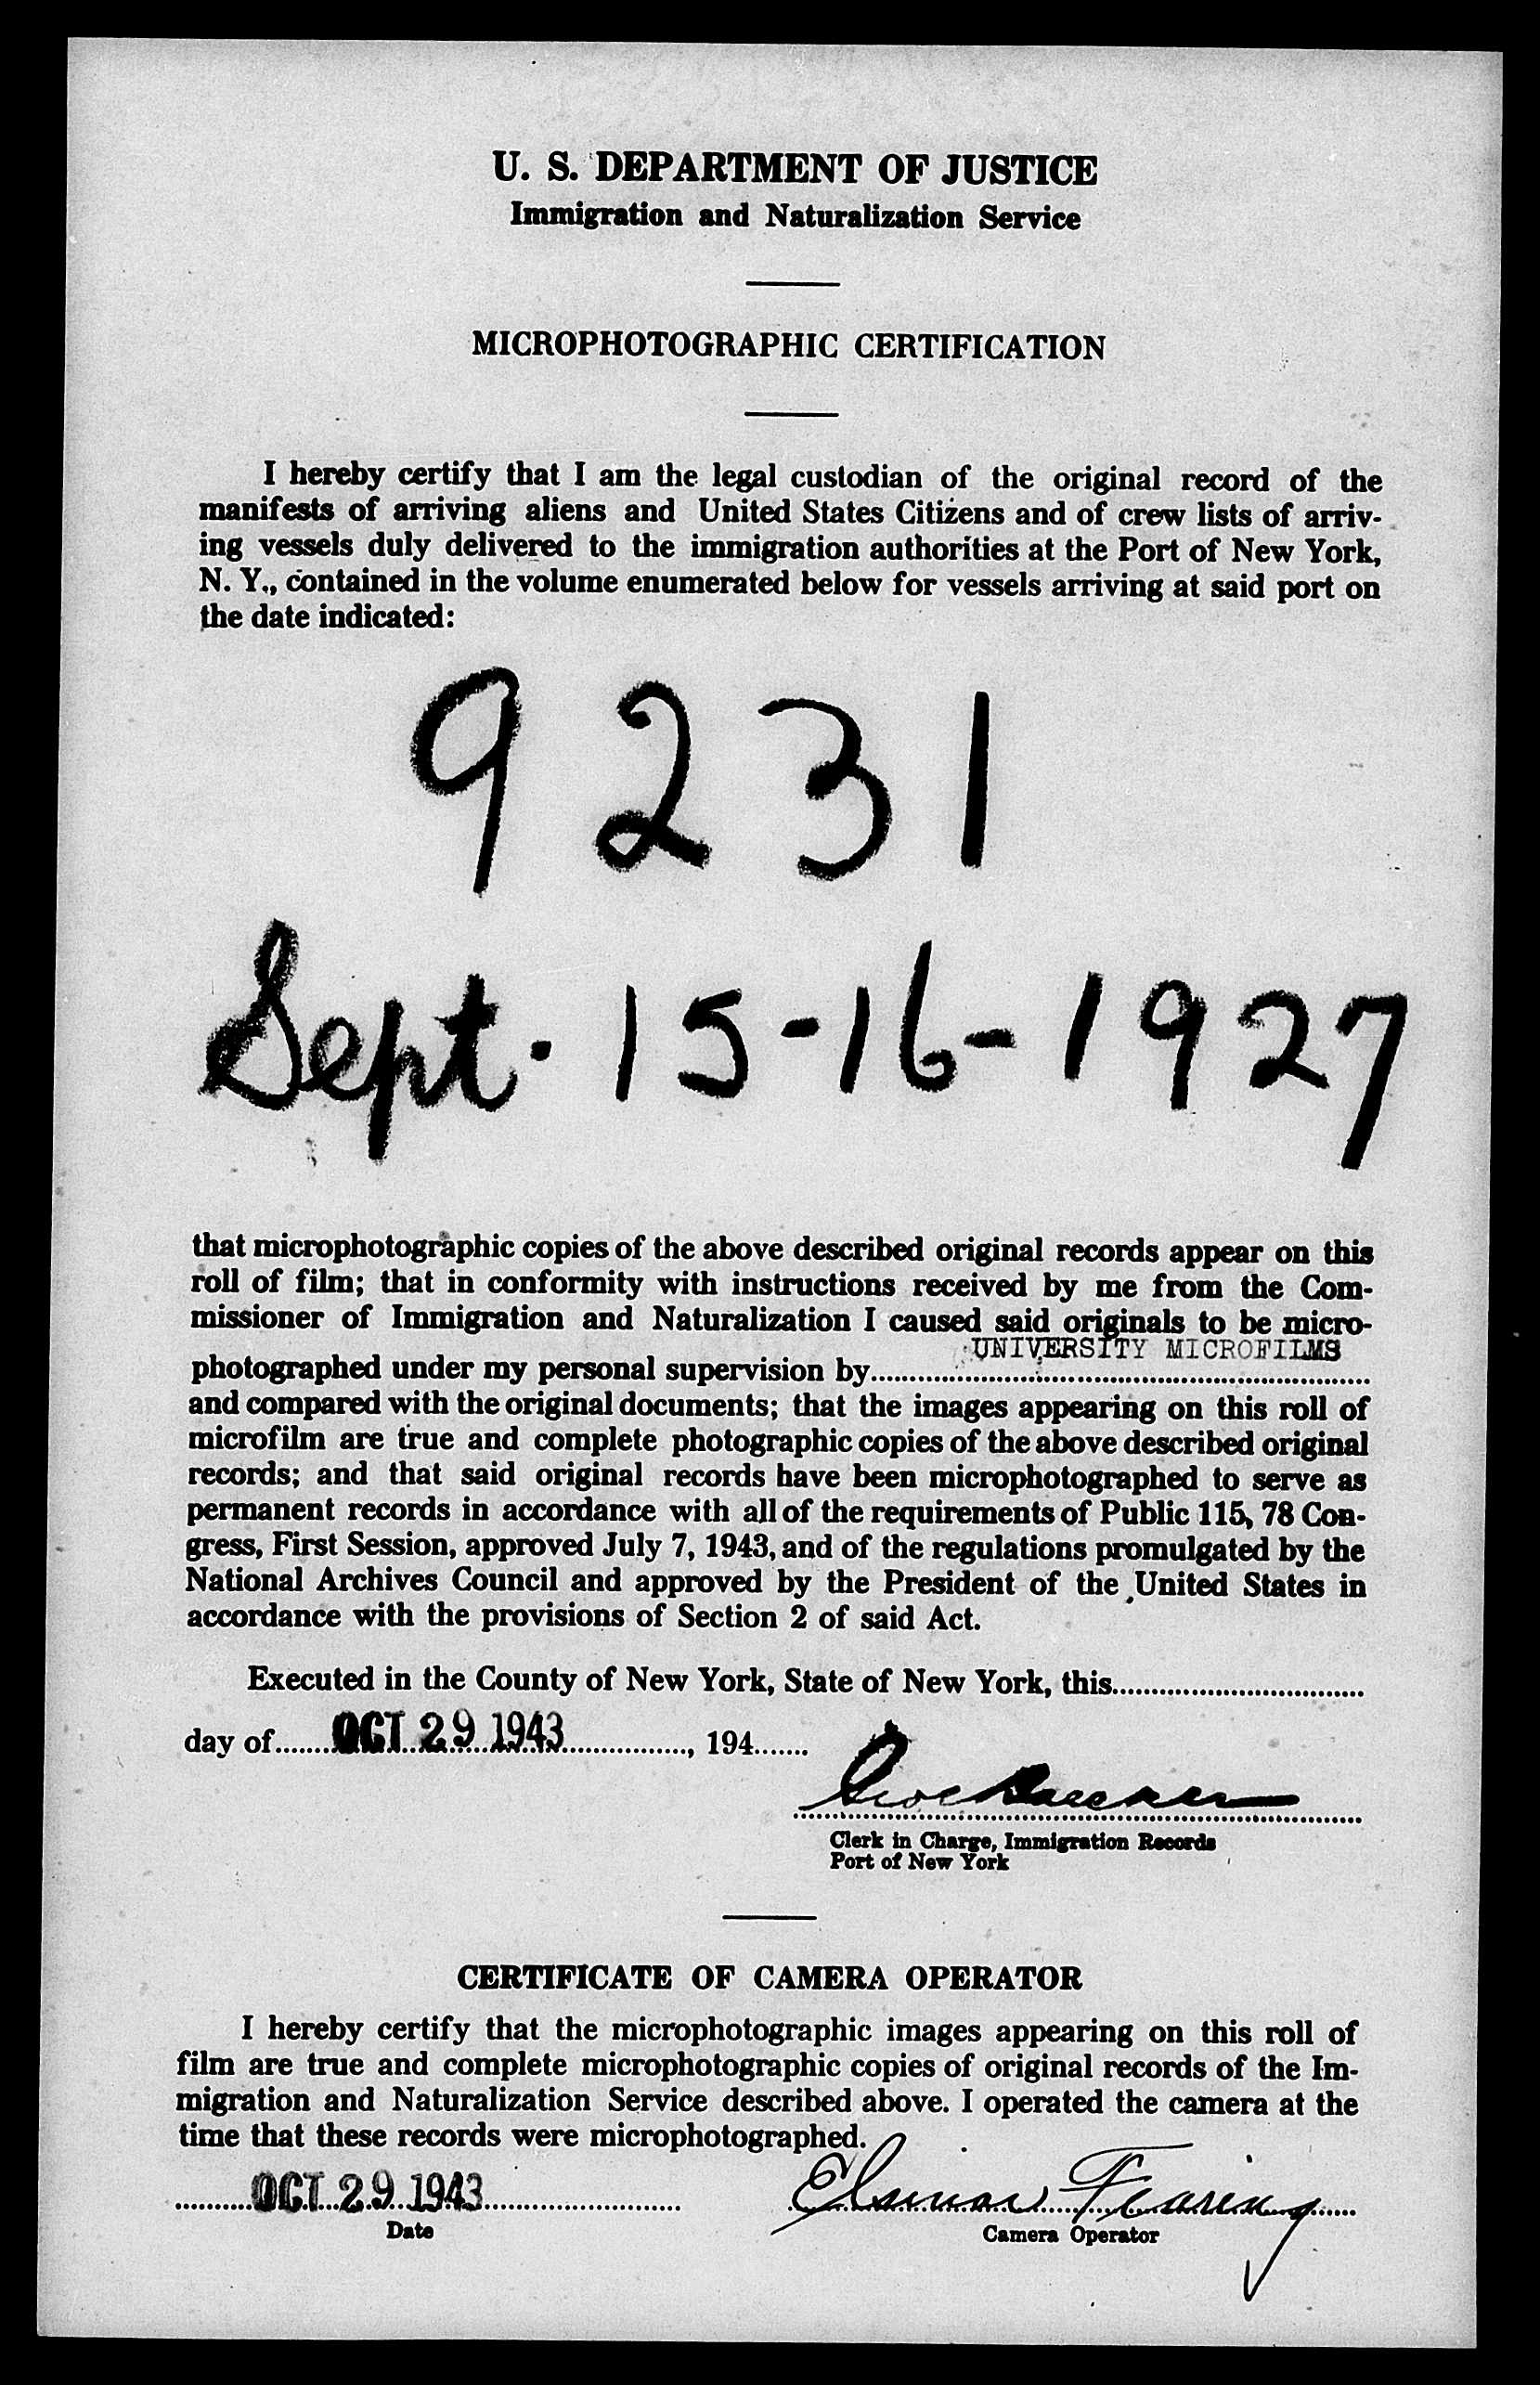 U. S. DEPARTMENT OF JUSTICE
Immigration and Naturalization Service
MICROPHOTOGRAPHIC CERTIFICATION
I hereby certify that I am the legal custodian of the original record of the
manifests of arriving aliens and United States Citizens and of crew lists of arriv-
ing vessels duly delivered to the immigration authorities at the Port of New York,
N. Y., contained in the volume enumerated below for vessels arriving at said port on
the date indicated:
9231
Sept. 15-16-1927
that microphotographic copies of the above described original records appear on this
roll of film; that in conformity with instructions received by me from the Com-
missioner of Immigration and Naturalization I caused said originals to be micro-
photographed under my personal supervision by UNIVERSITY MICROFILMS
and compared with the original documents; that the images appearing on this roll of
microfilm are true and complete photographic copies of the above described original
records; and that said original records have been microphotographed to serve as
permanent records in accordance with all of the requirements of Public 115, 78 Con-
gress, First Session, approved July 7, 1943, and of the regulations promulgated by the
National Archives Council and approved by the President of the United States in
accordance with the provisions of Section 2 of said Act.
Executed in the County of New York, State of New York, this
day of OCT 29 1943, 194
Clerk in Charge, Immigration Records
Port of New York
CERTIFICATE OF CAMERA OPERATOR
I hereby certify that the microphotographic images appearing on this roll of
film are true and complete microphotographic copies of original records of the Im-
migration and Naturalization Service described above. I operated the camera at the
time that these records were microphotographed.
OCT 29 1943
Date
Camera Operator